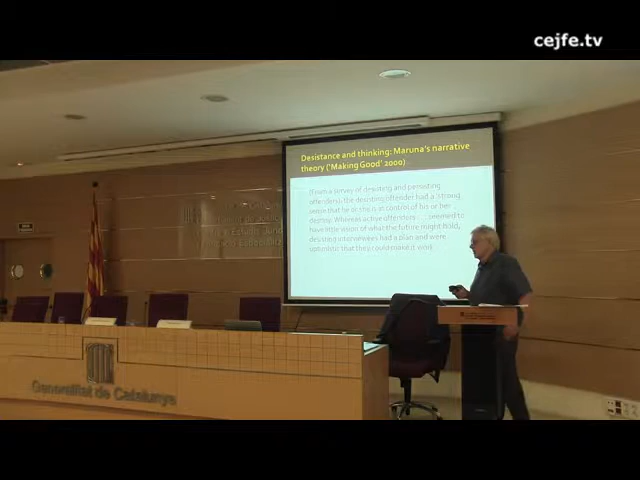 cejfe.tv
Desistance and thinking: Maruna's narrative
theory ('Making Good' 2000)
survey of desisting and persisting
offenders), the desisting offender had a 'strong
sense that he or she is in control of his or her
destiny. Whereas active offenders . . . seemed to
have little vision of what the future might hold,
desisting interviewees had a plan and were
optimistic that they could make it work
Generalitat de Catalunya